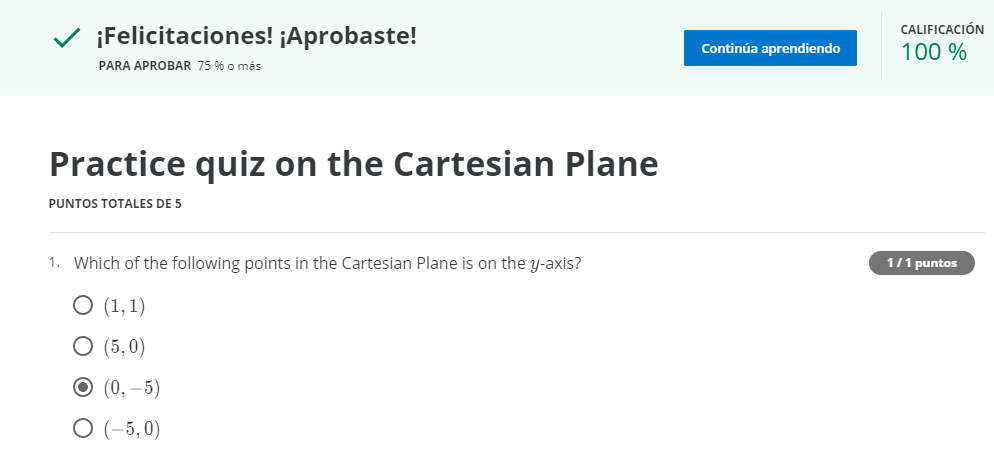 ¡Felicitaciones! ¡Aprobaste!
PARA APROBAR 75 % o más
Continúa aprendiendo
CALIFICACIÓN
100 %
Practice quiz on the Cartesian Plane
PUNTOS TOTALES DE 5
1. Which of the following points in the Cartesian Plane is on the y-axis?
1 / 1 puntos
(1, 1)
(5, 0)
(0, −5)
(−5, 0)